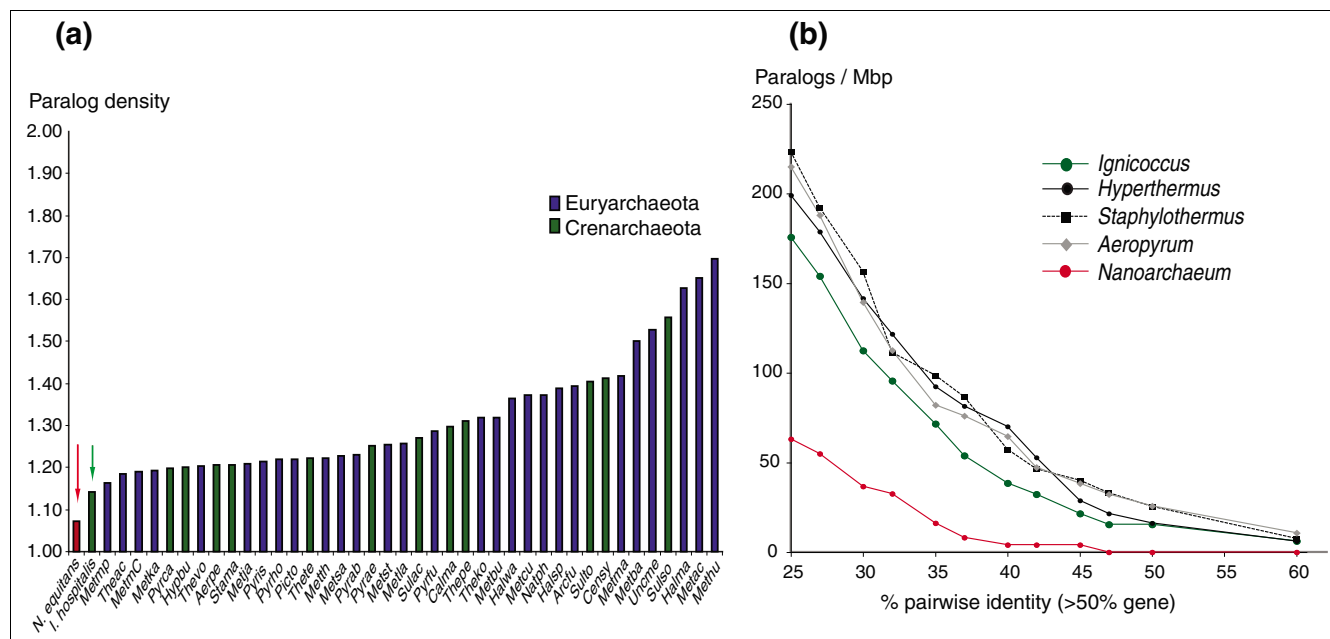 (a)
Paralog density
2.00
1.90
1.80
1.70
1.60
1.50
1.40
1.30
1.20
1.10
1.00
Euryarchaeota
Crenarchaeota
N. equitans
I. hospitalis
Metmp
Theac
MetmC
Metka
Pyrca
Hypbu
Thevo
Aerpe
Stama
Metja
Pyris
Pyrho
Picto
Thete
Metth
Metsa
Pyrab
Pyrae
Metst
Metla
Sulac
Pyrfu
Calma
Thepe
Theko
Metbu
Halwa
Metcu
Natph
Halsp
Arcfu
Sulto
Censy
Metma
Metba
Uncme
Sulso
Halma
Metac
Methu
(b)
Paralogs / Mbp
250
200
150
100
50
0
Ignicoccus
Hyperthermus
Staphylothermus
Aeropyrum
Nanoarchaeum
25 30 35 40 45 50 55 60
% pairwise identity (>50% gene)